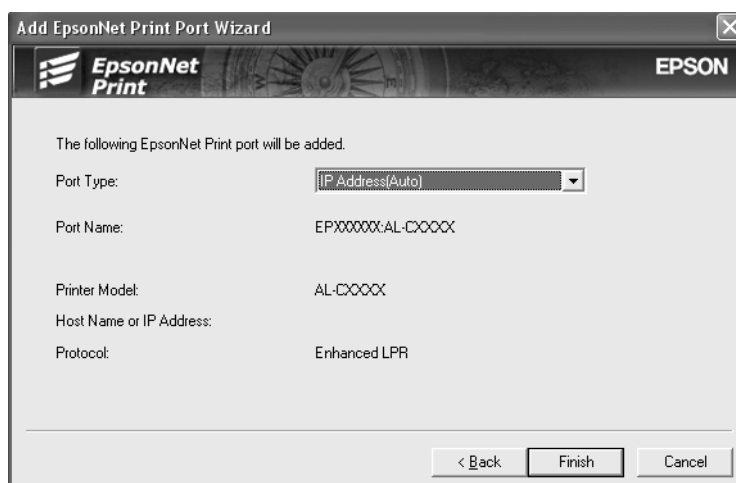 Add EpsonNet Print Port Wizard
EpsonNet
Print
EPSON
The following EpsonNet Print port will be added.
Port Type: IP Address(Auto)
Port Name: EPXXXXXX:AL-CXXXX
Printer Model: AL-CXXXX
Host Name or IP Address:
Protocol: Enhanced LPR
< Back Finish Cancel